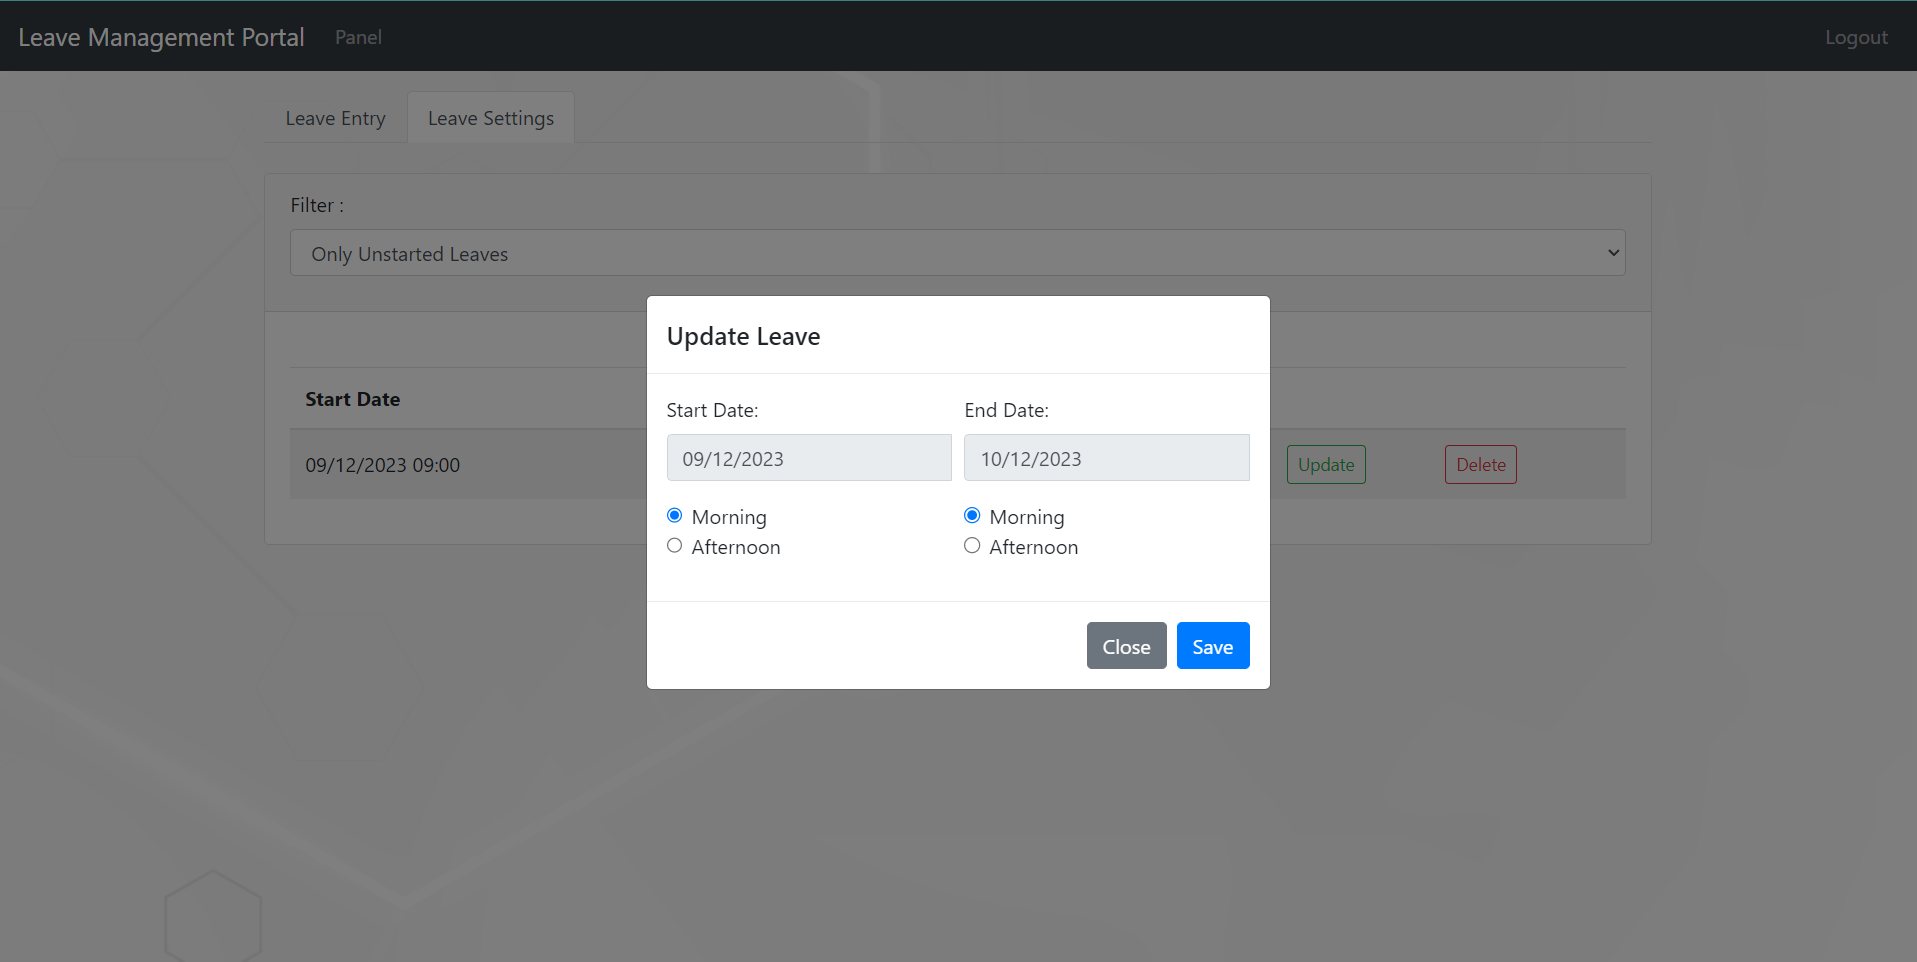 Leave Management Portal Panel Logout
Leave Entry Leave Settings
Filter :
Only Unstarted Leaves
Update Leave
Start Date
Start Date: End Date:
09/12/2023 10/12/2023
09/12/2023 09:00 Update Delete
Morning Morning
Afternoon Afternoon
Close Save